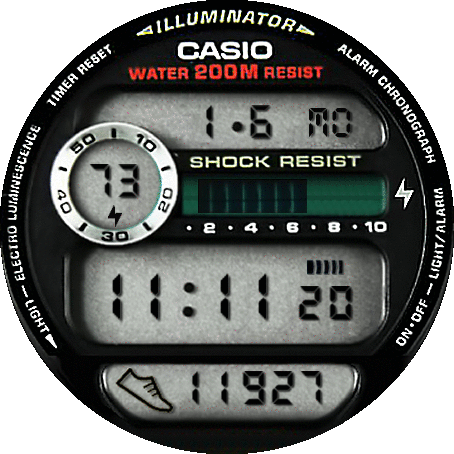 ILLUMINATOR
CASIO
WATER 200M RESIST
TIMER RESET
ALARM CHRONOGRAPH
1•6 MO
SHOCK RESIST
50 10
73
40 20
30
• 2 • 4 • 6 • 8 • 10
ELECTRO LUMINESCENCE
—LIGHT
ON•OFF — LIGHT/ALARM
11:11 20
11927